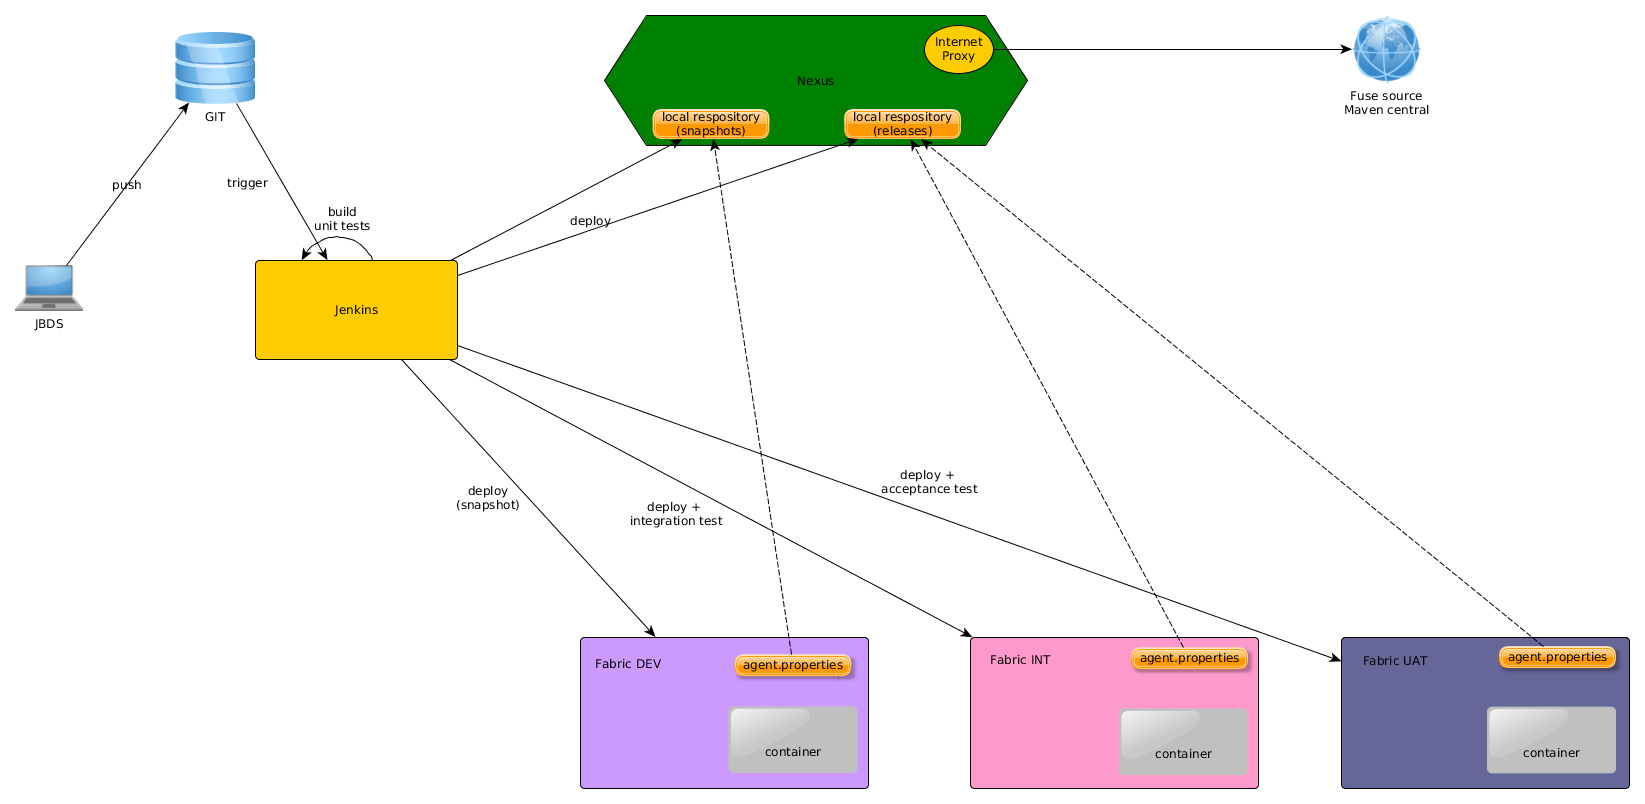 Internet
Proxy
Nexus
Fuse source
Maven central
GIT
local respository
(snapshots)
local respository
(releases)
push
trigger
build
unit tests
deploy
Jenkins
JBDS
deploy +
acceptance test
deploy
(snapshot)
deploy +
integration test
Fabric DEV
agent.properties
container
Fabric INT
agent.properties
container
Fabric UAT
agent.properties
container